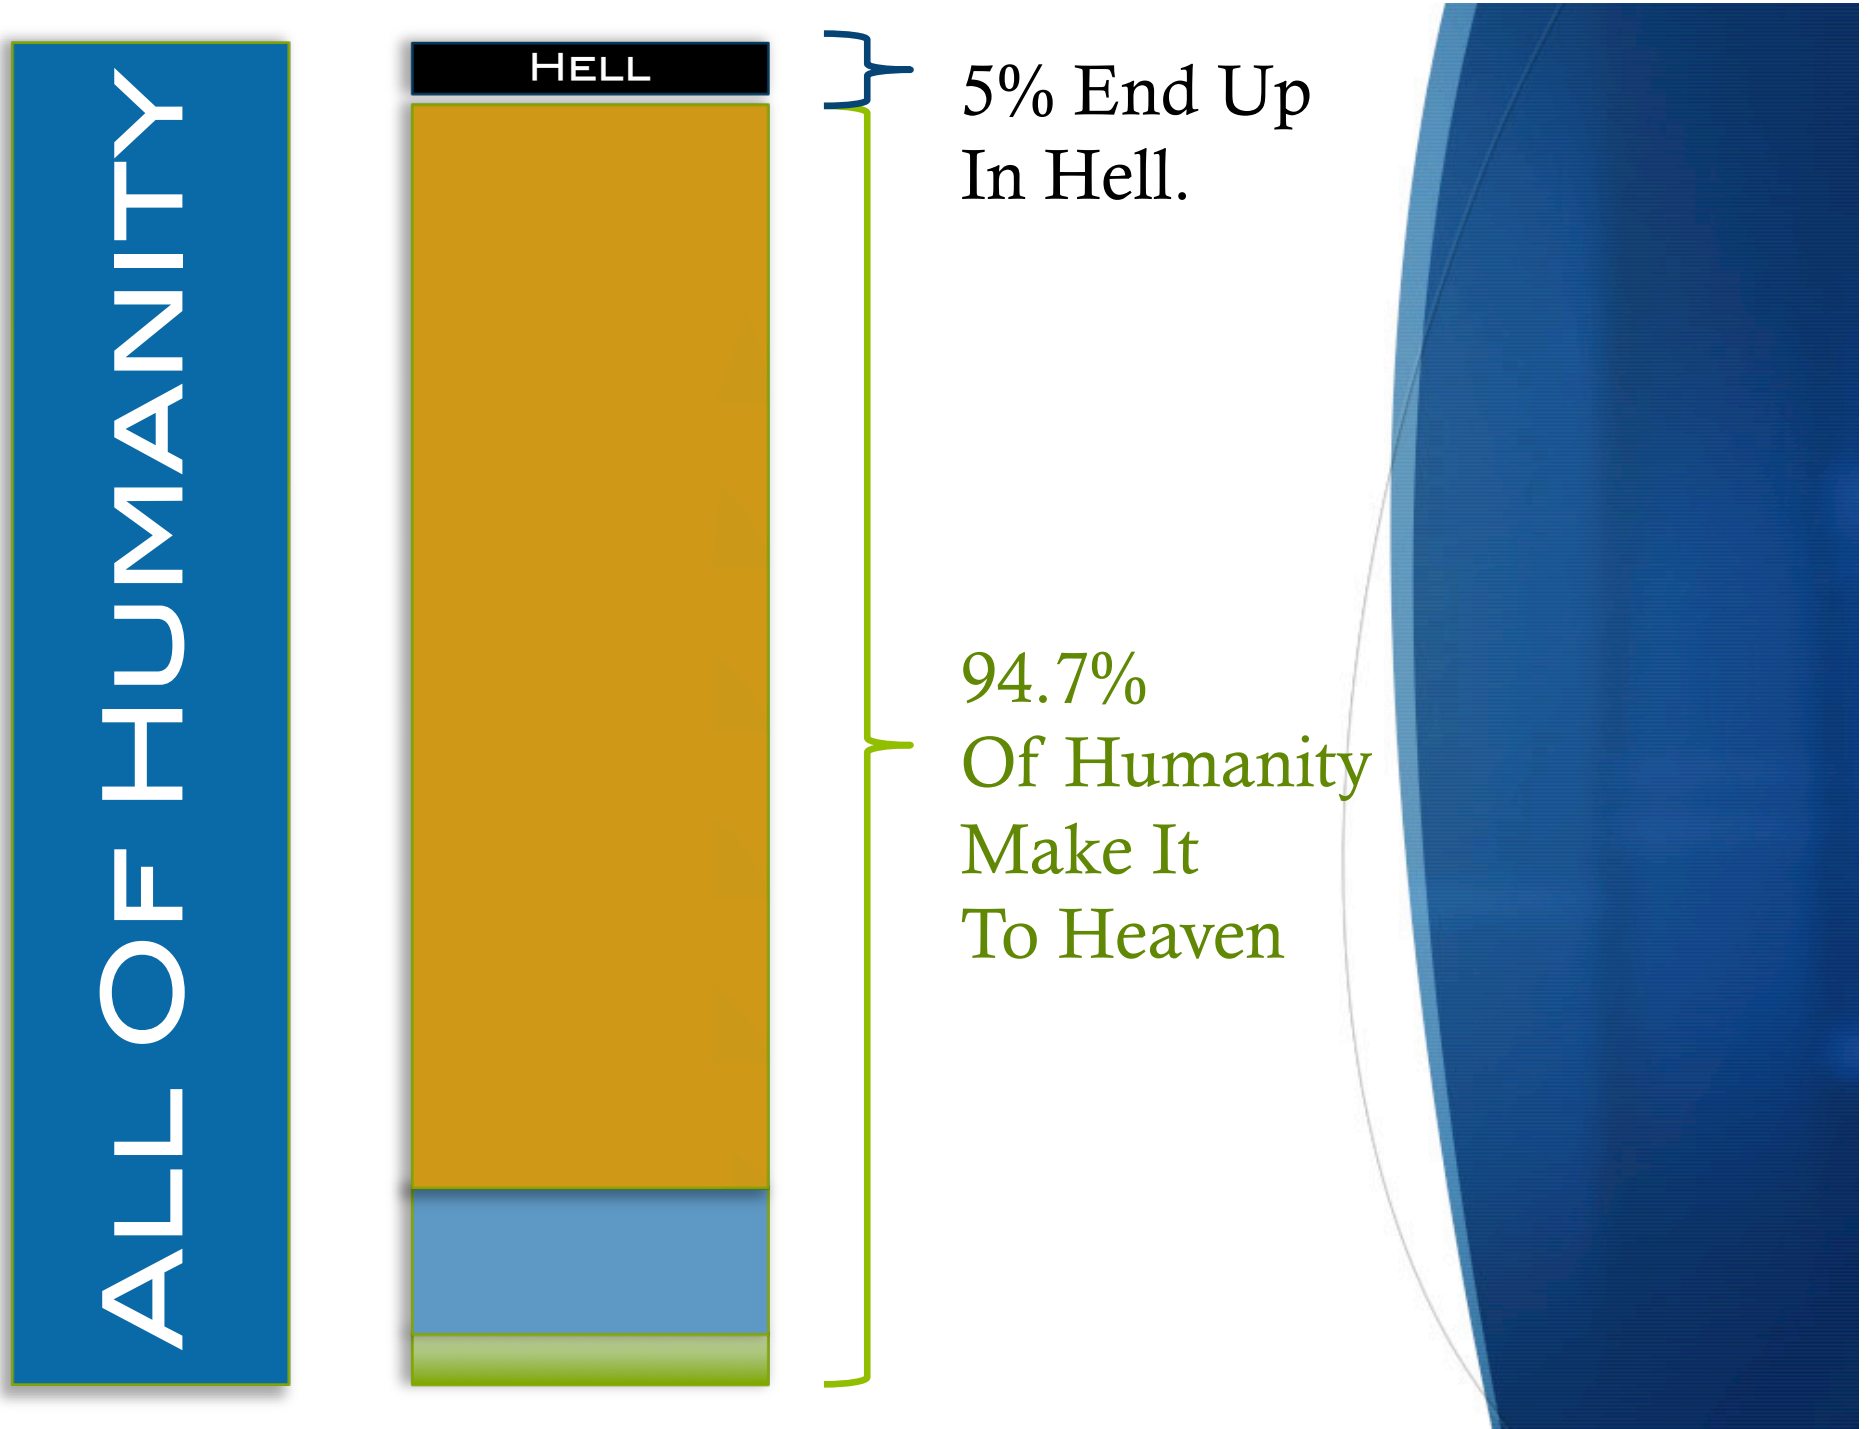 ALL OF HUMANITY
HELL
5% End Up
In Hell.
94.7%
Of Humanity
Make It
To Heaven